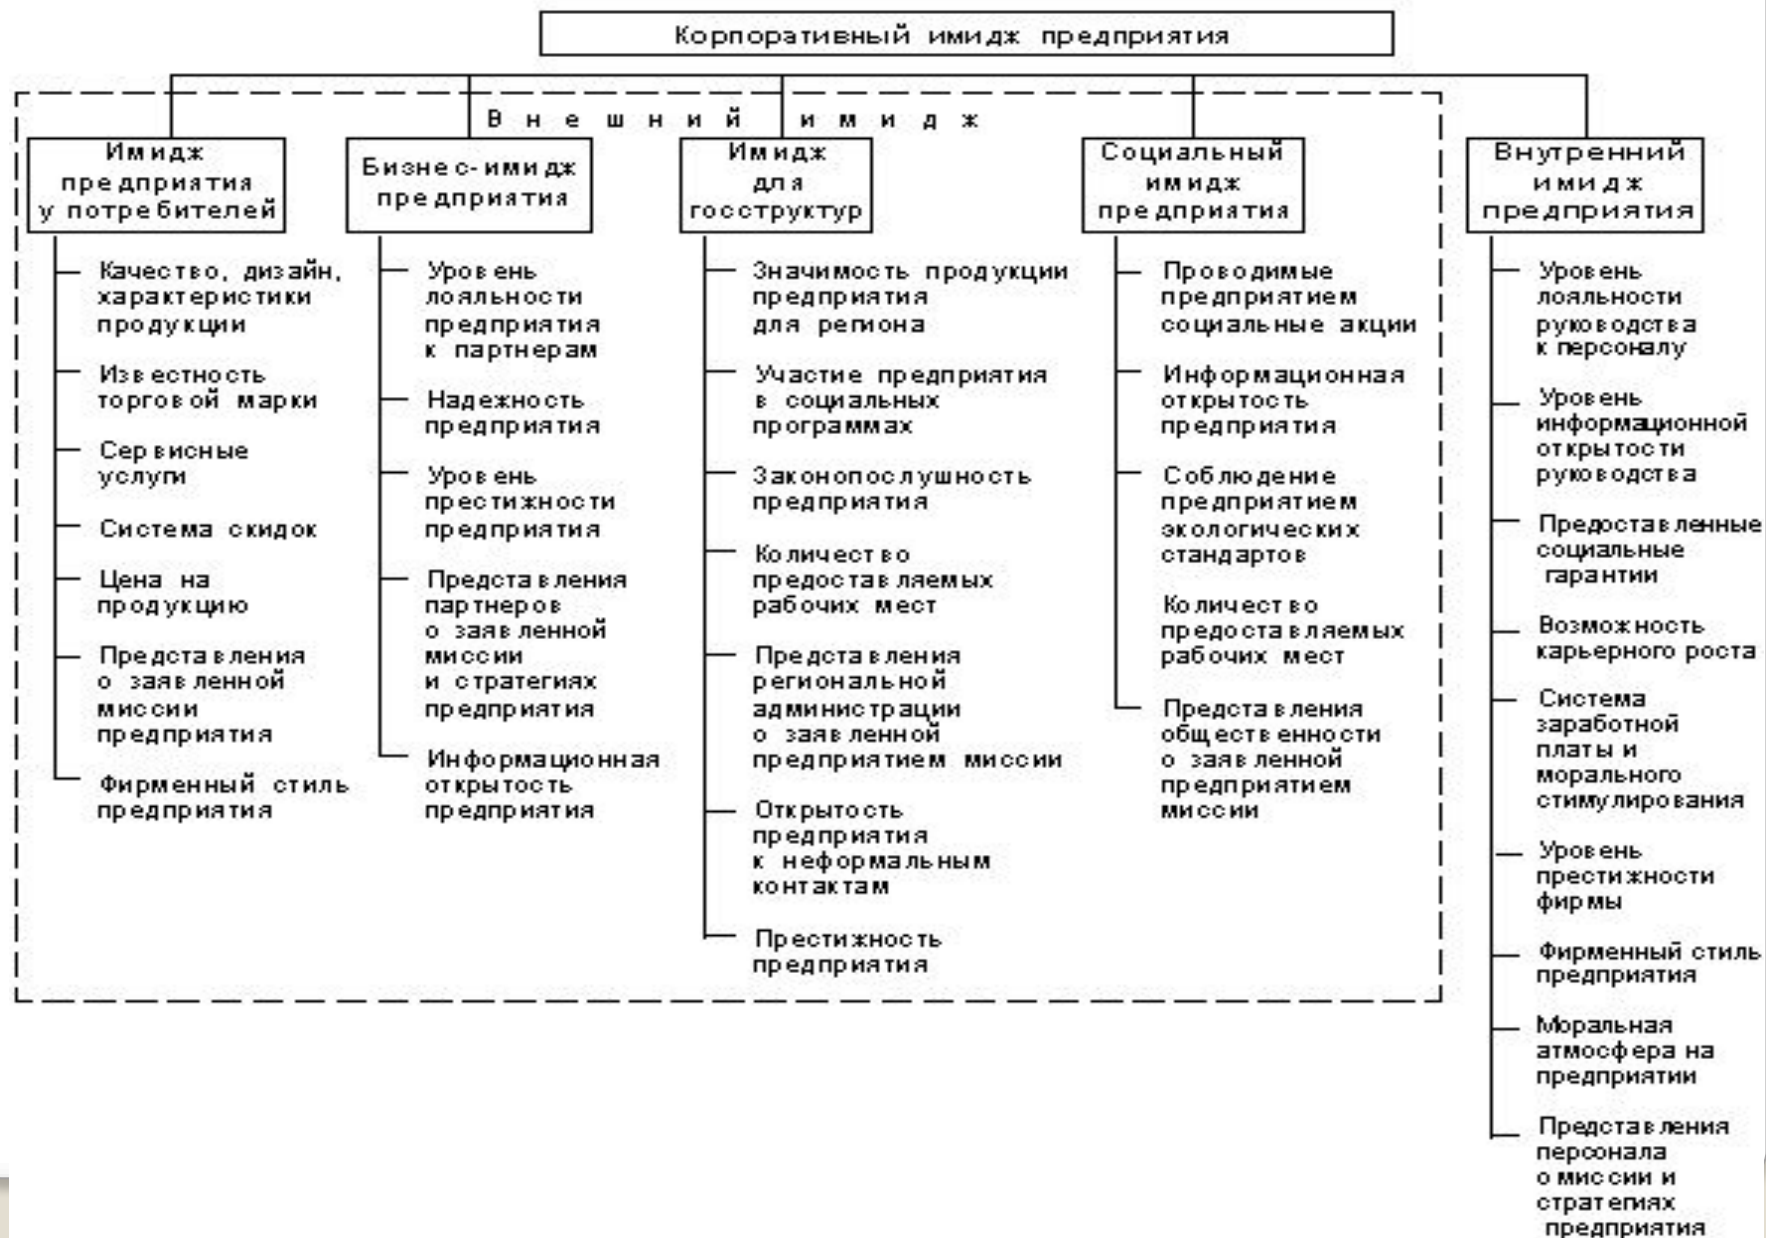 Корпоративный имидж предприятия
Внешний имидж
Имидж
предприятия
у потребителей
Качество, дизайн,
характеристики
продукции
Известность
торговой марки
Сервисные
услуги
Система скидок
Цена на
продукцию
Представления
о заявленной
миссии
предприятия
Фирменный стиль
предприятия
Бизнес-имидж
предприятия
Уровень
лояльности
предприятия
к партнерам
Надежность
предприятия
Уровень
престижности
предприятия
Представления
партнеров
о заявленной
миссии
и стратегиях
предприятия
Информационная
открытость
предприятия
Имидж
для
госструктур
Значимость продукции
предприятия
для региона
Участие предприятия
в социальных
программах
Законопослушность
предприятия
Количество
предоставляемых
рабочих мест
Представления
региональной
администрации
о заявленной
предприятием миссии
Открытость
предприятия
к неформальным
контактам
Престижность
предприятия
Социальный
имидж
предприятия
Проводимые
предприятием
социальные акции
Информационная
открытость
предприятия
Соблюдение
предприятием
экологических
стандартов
Количество
предоставляемых
рабочих мест
Представления
общественности
о заявленной
предприятием
миссии
Внутренний
имидж
предприятия
Уровень
лояльности
руководства
к персоналу
Уровень
информационной
открытости
руководства
Предоставленные
социальные
гарантии
Возможность
карьерного роста
Система
заработной
платы и
морального
стимулирования
Уровень
престижности
фирмы
Фирменный стиль
предприятия
Моральная
атмосфера на
предприятии
Представления
персонала
о миссии и
стратегиях
предприятия